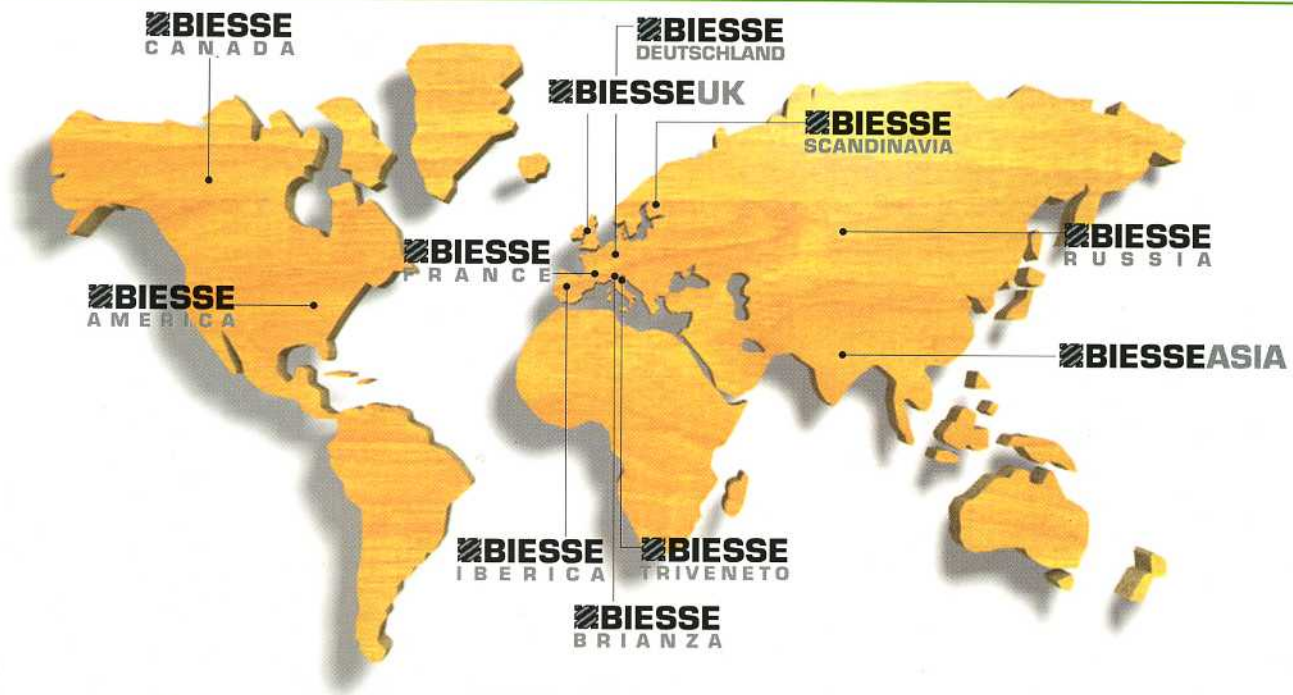 BIESSE
CANADA
BIESSE
DEUTSCHLAND
BIESSEUK
BIESSE
SCANDINAVIA
BIESSE
FRANCE
BIESSE
RUSSIA
BIESSE
AMERICA
BIESSEASIA
BIESSE
IBERICA
BIESSE
TRIVENETO
BIESSE
BRIANZA